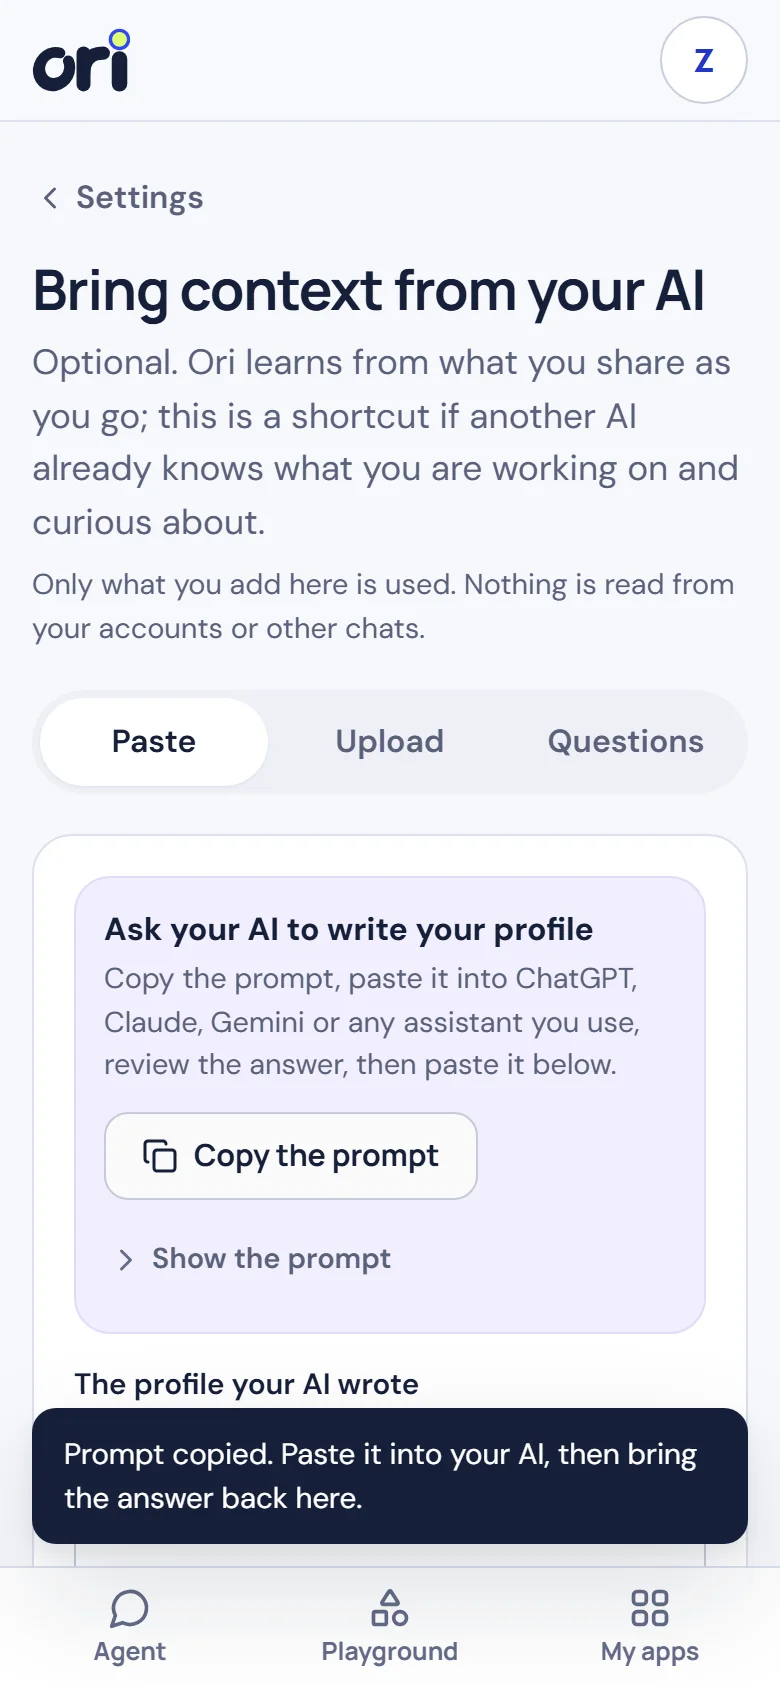 ori
Z
Settings
Bring context from your AI
Optional. Ori learns from what you share as
you go; this is a shortcut if another AI
already knows what you are working on and
curious about.
Only what you add here is used. Nothing is read from
your accounts or other chats.
Paste
Upload
Questions
Ask your AI to write your profile
Copy the prompt, paste it into ChatGPT,
Claude, Gemini or any assistant you use,
review the answer, then paste it below.
Copy the prompt
Show the prompt
The profile your AI wrote
Prompt copied. Paste it into your AI, then bring
the answer back here.
Agent
Playground
My apps